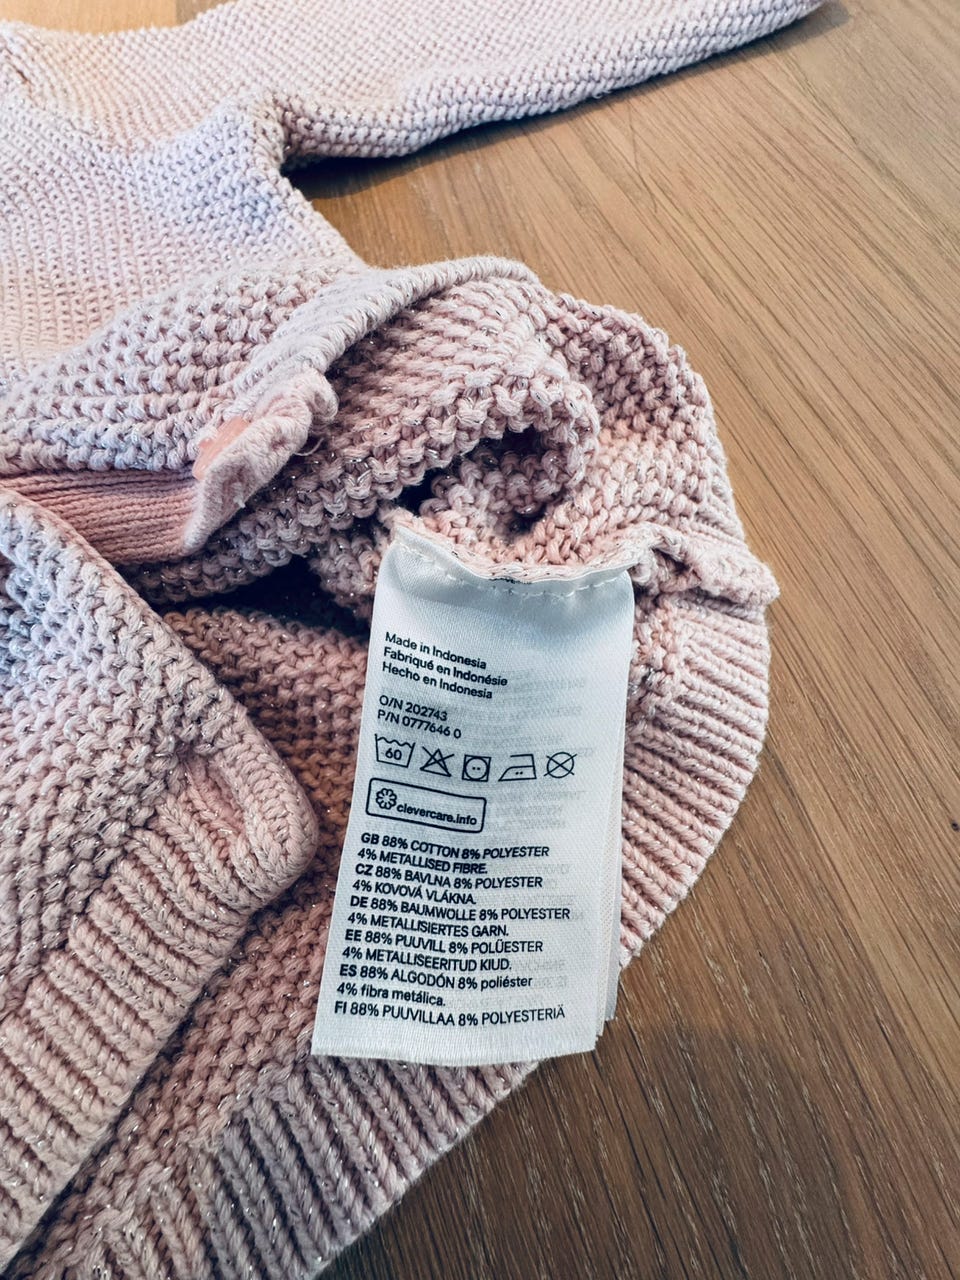 Made in Indonesia
Fabriqué en Indonésie
Hecho en Indonesia
O/N 202743
P/N 0777646 0
60
clevercare.info
GB 88% COTTON 8% POLYESTER
4% METALLISED FIBRE.
CZ 88% BAVLNA 8% POLYESTER
4% KOVOVÁ VLÁKNA.
DE 88% BAUMWOLLE 8% POLYESTER
4% METALLISIERTES GARN.
EE 88% PUUVILL 8% POLÜESTER
4% METALLISEERITUD KIUD.
ES 88% ALGODÓN 8% poliéster
4% fibra metálica.
FI 88% PUUVILLAA 8% POLYESTERIÄ